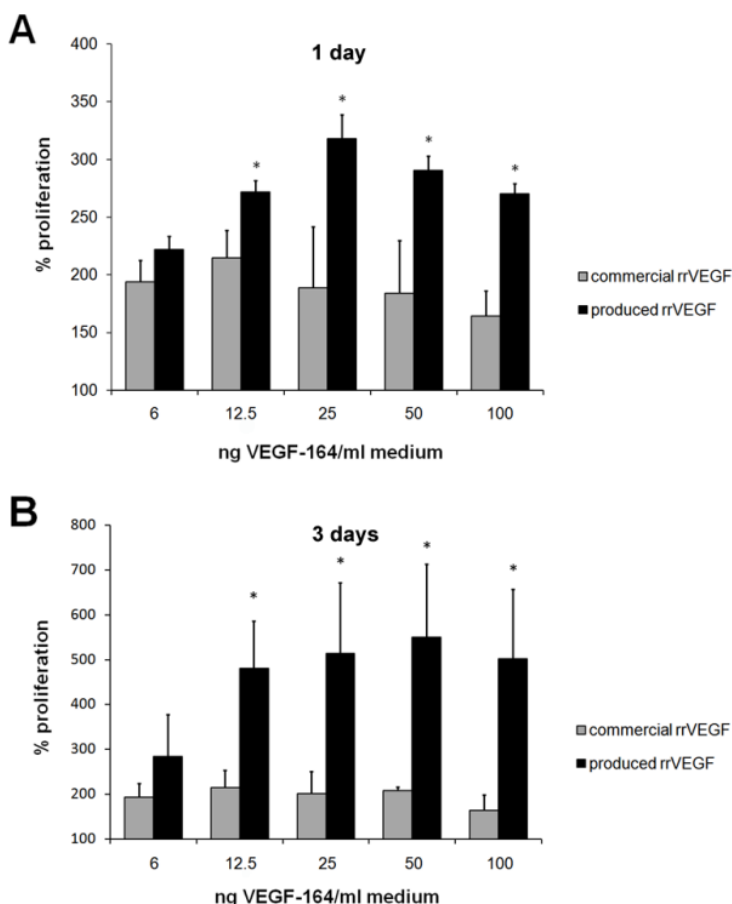 A
1 day
400
350
300
250
200
150
100
% proliferation
*
*
*
*
6 12.5 25 50 100
ng VEGF-164/ml medium
commercial rrVEGF
produced rrVEGF
B
3 days
800
700
600
500
400
300
200
100
% proliferation
*
*
*
*
6 12.5 25 50 100
ng VEGF-164/ml medium
commercial rrVEGF
produced rrVEGF